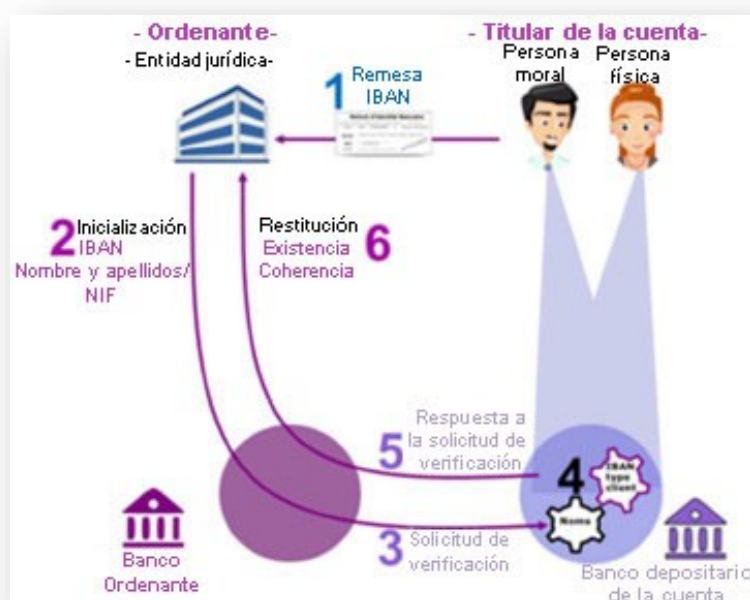 - Ordenante-
- Entidad jurídica-
- Titular de la cuenta-
Persona
moral
Persona
física
1 Remesa
IBAN
2 Inicialización
IBAN
Nombre y apellidos/
NIF
Restitución
Existencia
Coherencia
6
Respuesta a
5 la solicitud de
verificación
4
IBAN
type
client
Noms
3 Solicitud de
verificación
Banco
Ordenante
Banco depositario
de la cuenta